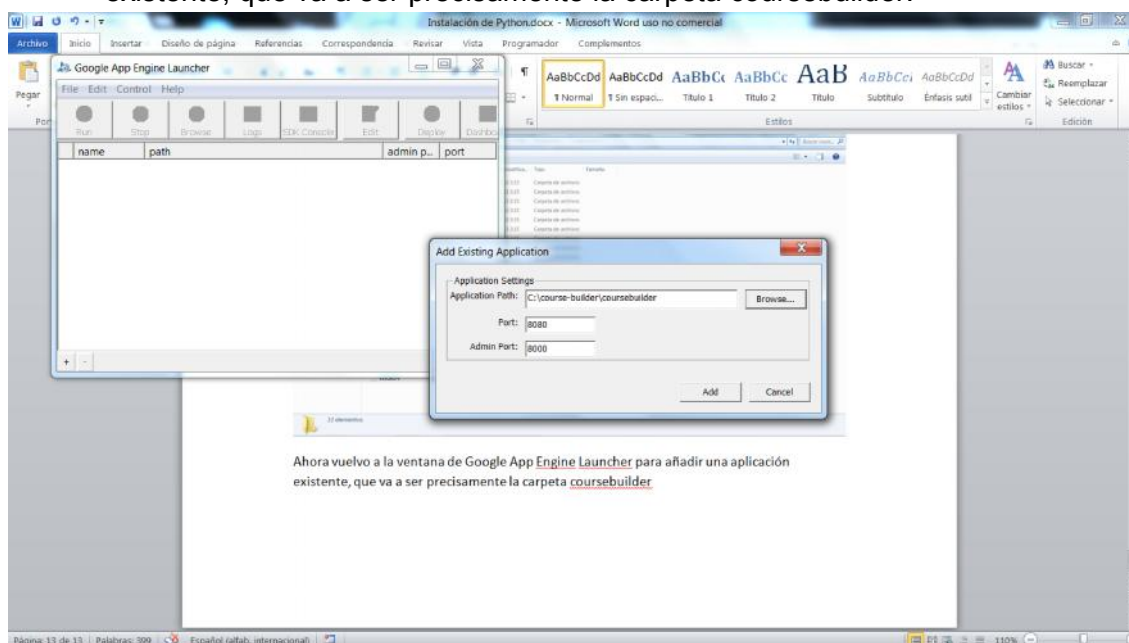 existente, que va a ser precisamente la carpeta coursebuilder.
Instalación de Python.docx - Microsoft Word uso no comercial
Archivo Inicio Insertar Diseño de página Referencias Correspondencia Revisar Vista Programador Complementos
Pegar
AaBbCcDd AaBbCcDd AaBbCc AaBbCc AaB AaBbCci AaBbCcDd
¶ Normal ¶ Sin espaci... Título 1 Título 2 Título Subtítulo Énfasis sutil
Cambiar estilos
Buscar
Reemplazar
Seleccionar
Estilos
Edición
Google App Engine Launcher
File Edit Control Help
Run Stop Browse Logs SDK Console Edit Deploy
name path admin p... port
+ -
Add Existing Application
Application Settings
Application Path: C:\course-builder\coursebuilder Browse...
Port: 8080
Admin Port: 8000
Add Cancel
Ahora vuelvo a la ventana de Google App Engine Launcher para añadir una aplicación
existente, que va a ser precisamente la carpeta coursebuilder
Página: 13 de 13 Palabras: 399 Español (alfab. internacional) 110%